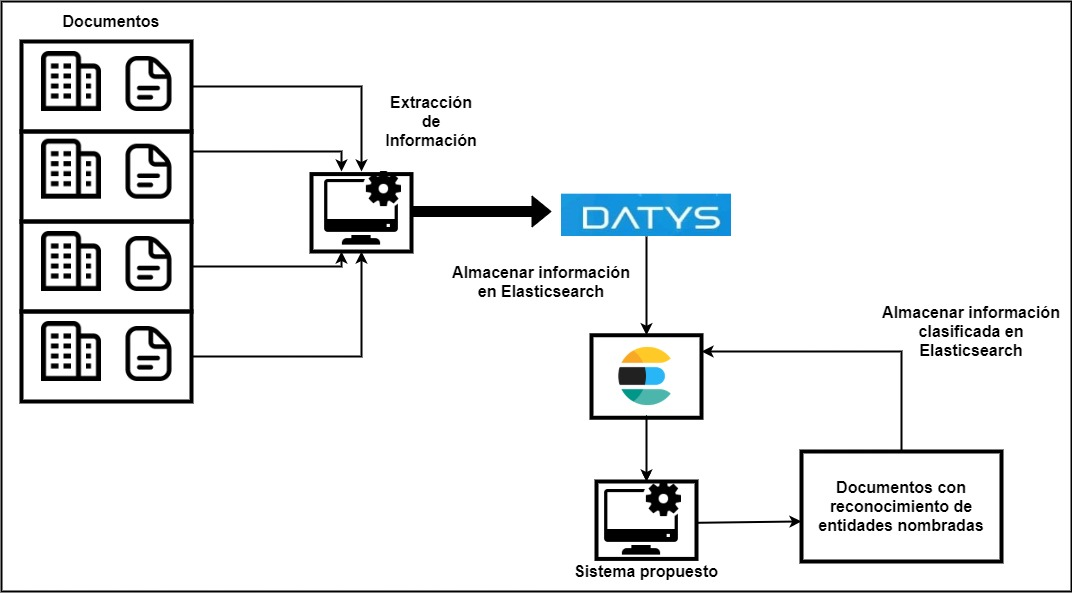 Documentos
Extracción
de
Información
DATYS
Almacenar información
en Elasticsearch
Almacenar información
clasificada en
Elasticsearch
Documentos con
reconocimiento de
entidades nombradas
Sistema propuesto